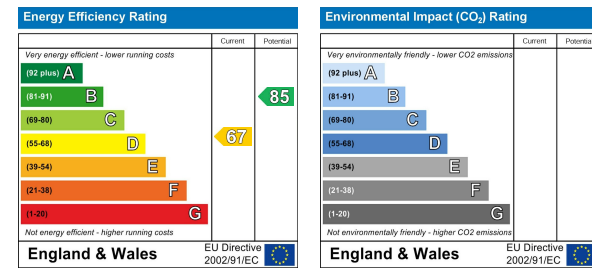 Energy Efficiency Rating
Current Potential
Very energy efficient - lower running costs
(92 plus) A
(81-91) B
85
(69-80) C
(55-68) D
67
(39-54) E
(21-38) F
(1-20) G
Not energy efficient - higher running costs
England & Wales
EU Directive
2002/91/EC
Environmental Impact (CO₂) Rating
Current Potentia
Very environmentally friendly - lower CO2 emissions
(92 plus) A
(81-91) B
(69-80) C
(55-68) D
(39-54) E
(21-38) F
(1-20) G
Not environmentally friendly - higher CO2 emissions
England & Wales
EU Directive
2002/91/EC